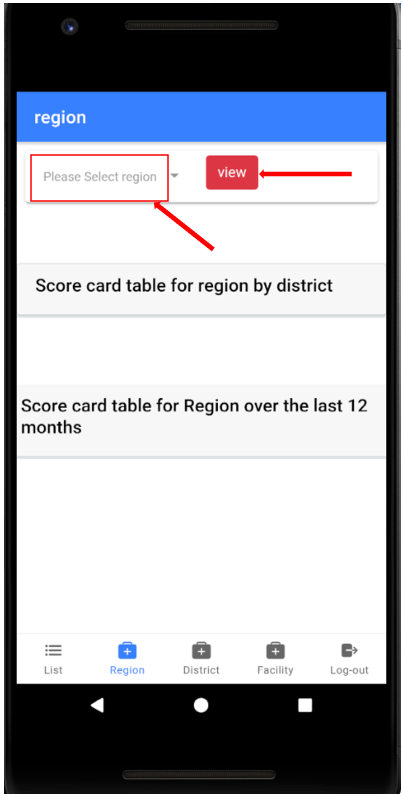 region
Please Select region
view
Score card table for region by district
Score card table for Region over the last 12
months
List
Region
District
Facility
Log-out